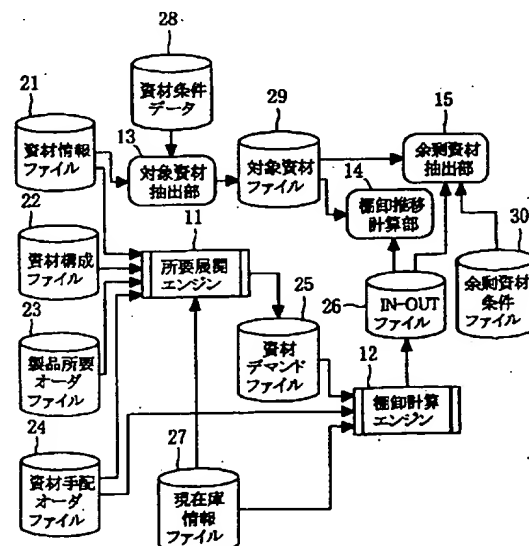 28
資材条件
データ
21
資材情報
ファイル
13
対象資材
抽出部
29
対象資材
ファイル
15
余剰資材
抽出部
14
棚卸推移
計算部
22
資材構成
ファイル
11
所要展開
エンジン
30
余剰資材
条件
ファイル
23
製品所要
オーダ
ファイル
25
資材
デマンド
ファイル
26
IN-OUT
ファイル
12
棚卸計算
エンジン
24
資材手配
オーダ
ファイル
27
現在庫
情報
ファイル